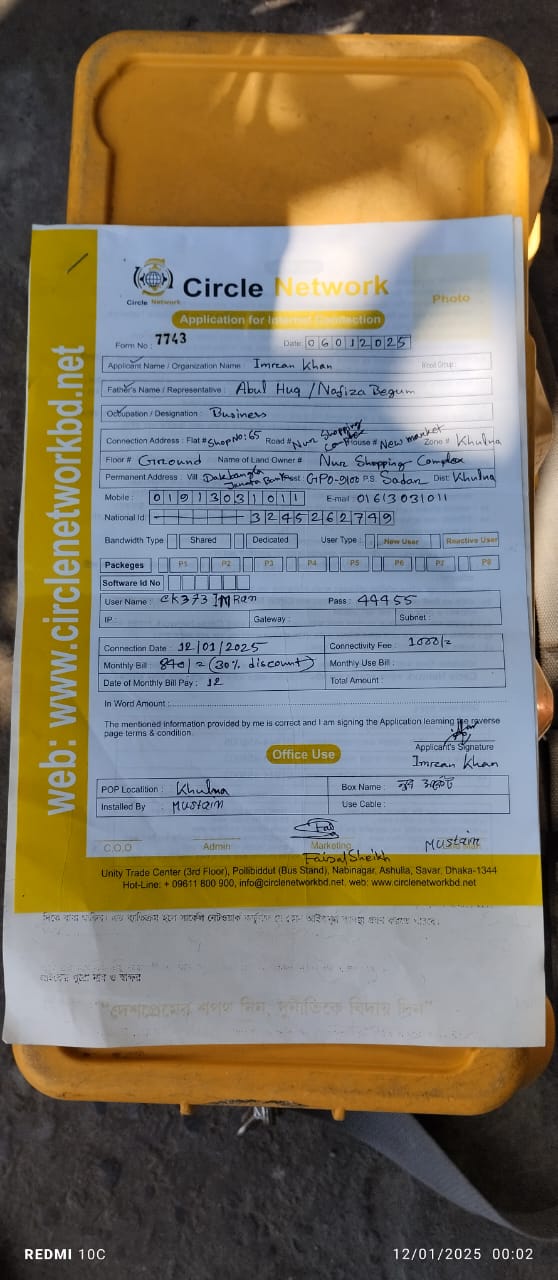 Circle Network
Circle Network
Photo
Application for Internet Connection
Form No : 7743 Date: 06012025
Applicant Name / Organization Name : Imran Khan Blood Group :
Father's Name / Representative : Abul Huq / Nafiza Begum
Occupation / Designation : Business
Connection Address : Flat # Shop No: 65 Road # Nur Shopping Complex House # New market Zone # Khulna
Floor # Ground Name of Land Owner # Nur Shopping Complex
Permanent Address : Vill Dakbangla Post GPO-9100 P.S Sadar Dist: Khulna
Mobile : 01913031011 E-mail : 01613031011
National Id : 3245262749
Bandwidth Type Shared Dedicated User Type : New User Reactive User
Packeges P1 P2 P3 P4 P5 P6 P7 P8
Software Id No
User Name : CK373 IMRan Pass : 44455
IP : Gateway : Subnet :
Connection Date : 12/01/2025 Connectivity Fee : 1000/=
Monthly Bill : 840/= (30% discount) Monthly Use Bill :
Date of Monthly Bill Pay : 12 Total Amount :
In Word Amount :
The mentioned information provided by me is correct and I am signing the Application learning the reverse
page terms & condition.
Applicant's Signature
Imran Khan
Office Use
POP Localition : Khulna Box Name : নুর মার্কেট
Installed By : Mustaim Use Cable :
C.O.O Admin Marketing
Faisal Sheikh
Mustaim
Unity Trade Center (3rd Floor), Pollibiddut (Bus Stand), Nabinagar, Ashulia, Savar, Dhaka-1344
Hot-Line: + 09611 800 900, info@circlenetworkbd.net, web: www.circlenetworkbd.net
web: www.circlenetworkbd.net
"দেশপ্রেমের শপথ নিন, দুর্নীতিকে বিদায় দিন"
REDMI 10C
12/01/2025 00:02